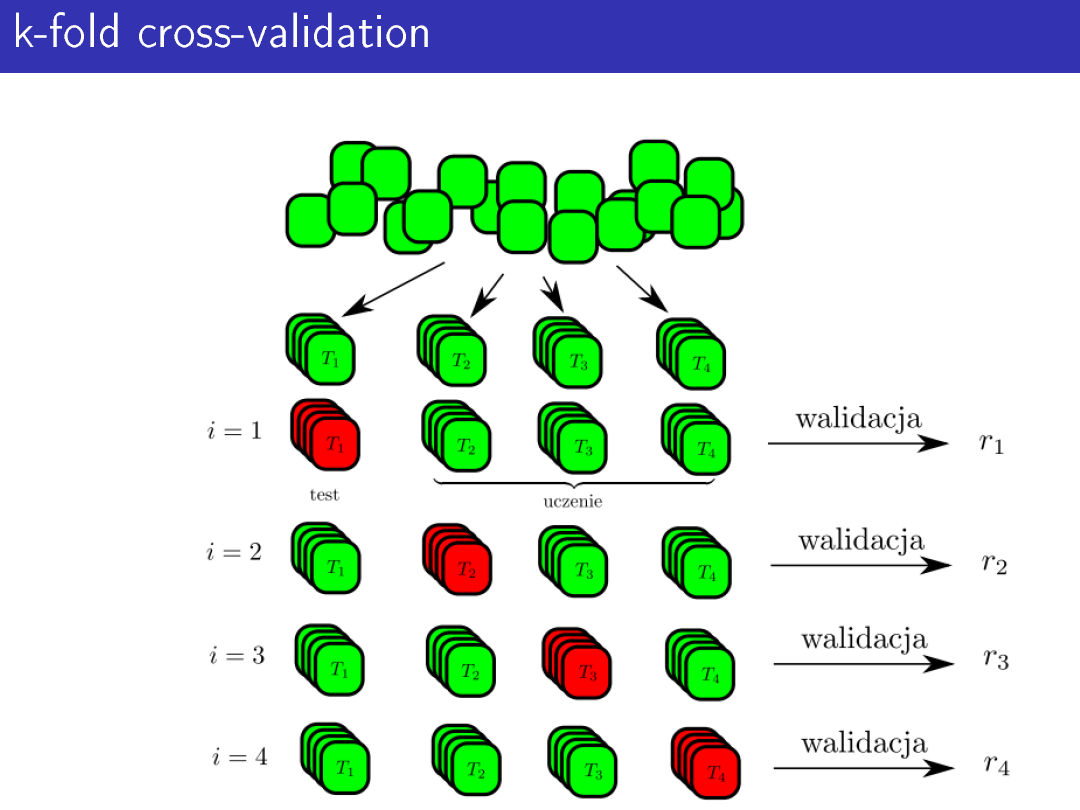 k-fold cross-validation
T₁ T₂ T₃ T₄
i = 1 T₁ T₂ T₃ T₄ walidacja r₁
test uczenie
i = 2 T₁ T₂ T₃ T₄ walidacja r₂
i = 3 T₁ T₂ T₃ T₄ walidacja r₃
i = 4 T₁ T₂ T₃ T₄ walidacja r₄